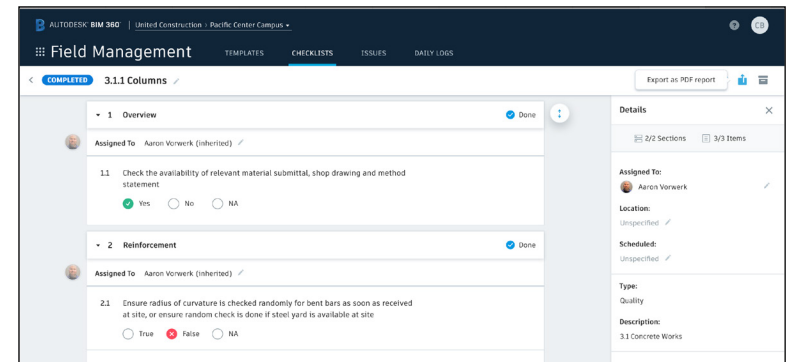 AUTODESK® BIM 360° | United Construction > Pacific Center Campus
? CB
Field Management TEMPLATES CHECKLISTS ISSUES DAILY LOGS
< COMPLETED 3.1.1 Columns Export as PDF report
1 Overview Done
Assigned To Aaron Vorwerk (inherited)
1.1 Check the availability of relevant material submittal, shop drawing and method
statement
Yes No NA
2 Reinforcement Done
Assigned To Aaron Vorwerk (inherited)
2.1 Ensure radius of curvature is checked randomly for bent bars as soon as received
at site, or ensure random check is done if steel yard is available at site
True False NA
Details
2/2 Sections 3/3 Items
Assigned To:
Aaron Vorwerk
Location:
Unspecified
Scheduled:
Unspecified
Type:
Quality
Description:
3.1 Concrete Works